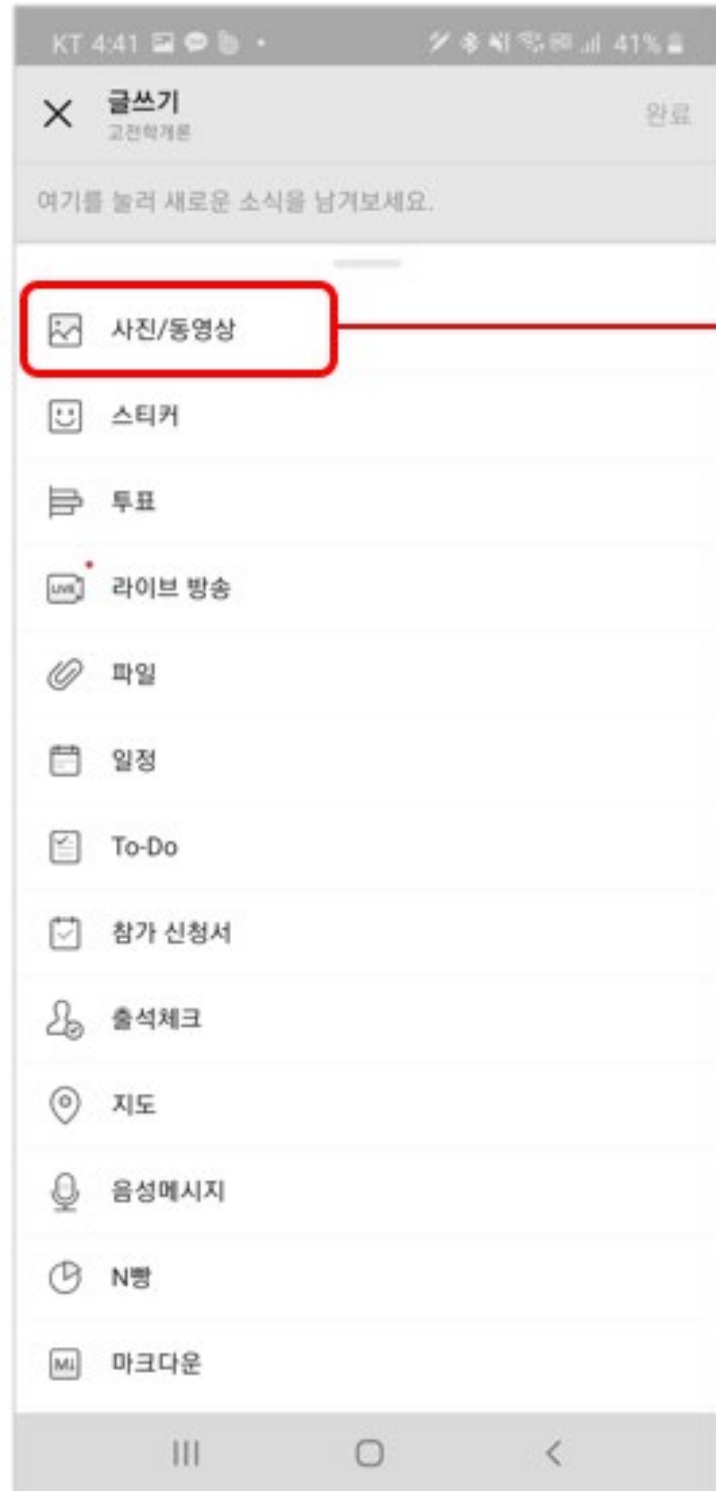 KT 4:41 41%
글쓰기
고전학개론
완료
여기를 눌러 새로운 소식을 남겨보세요.
사진/동영상
스티커
투표
LIVE 라이브 방송
파일
일정
To-Do
참가 신청서
출석체크
지도
음성메시지
N빵
M↓ 마크다운